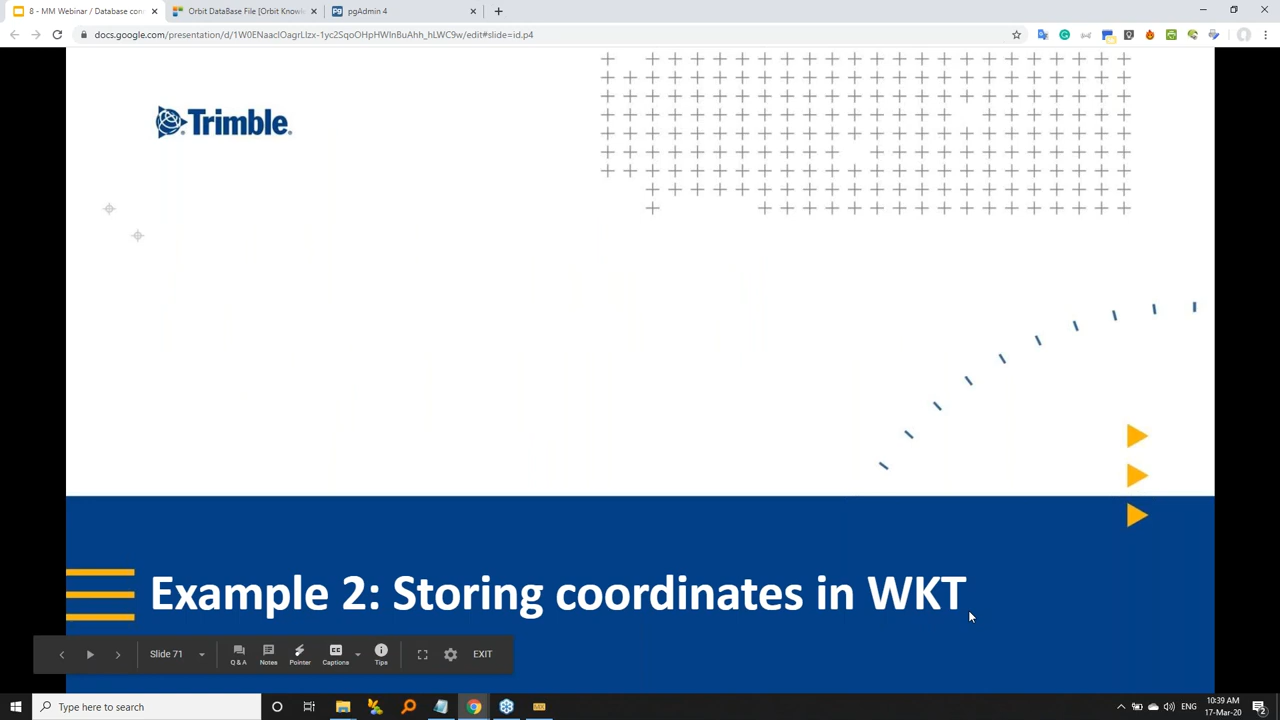 8 - MM Webinar / Database con
Orbit DataBase File [Orbit Know
pgAdmin 4
docs.google.com/presentation/d/1W0ENaacIOagrLIzx-1yc2SqoOHpHWInBuAhh_hLWC9w/edit#slide=id.p4
Trimble
Example 2: Storing coordinates in WKT
Slide 71
Q & A
Notes
Pointer
Captions
Tips
EXIT
Type here to search
ENG
10:39 AM
17-Mar-20
2